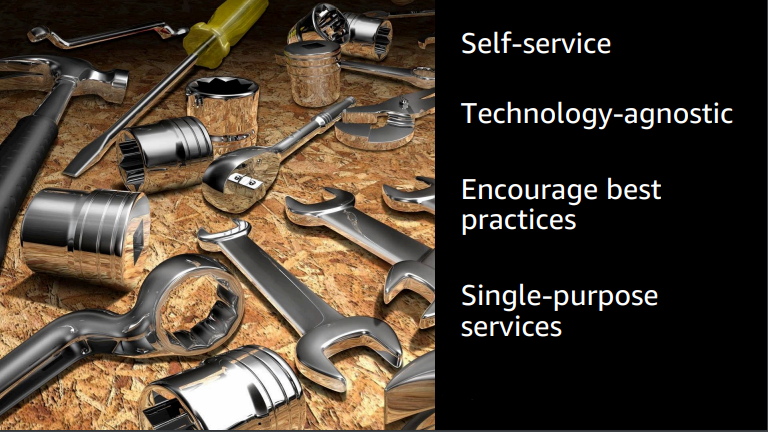 Self-service
Technology-agnostic
Encourage best
practices
Single-purpose
services